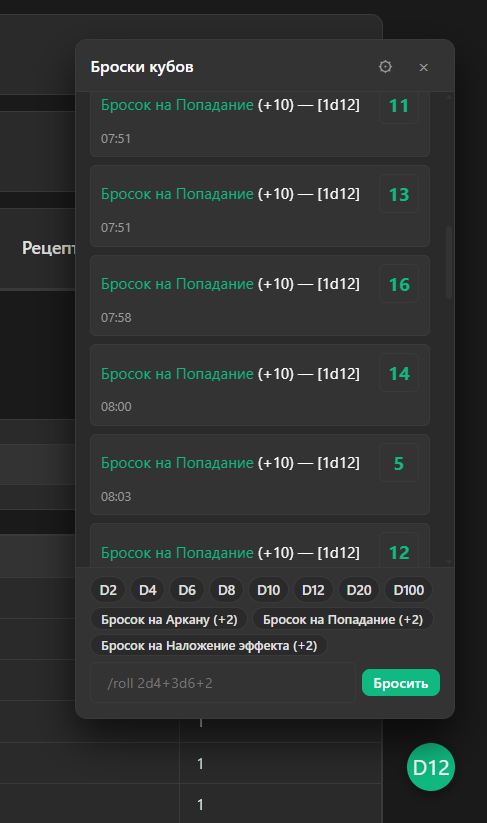 Броски кубов
Бросок на Попадание (+10) — [1d12] 11
07:51
Бросок на Попадание (+10) — [1d12] 13
07:51
Рецепт
Бросок на Попадание (+10) — [1d12] 16
07:58
Бросок на Попадание (+10) — [1d12] 14
08:00
Бросок на Попадание (+10) — [1d12] 5
08:03
Бросок на Попадание (+10) — [1d12] 12
D2 D4 D6 D8 D10 D12 D20 D100
Бросок на Аркану (+2) Бросок на Попадание (+2)
Бросок на Наложение эффекта (+2)
/roll 2d4+3d6+2 Бросить
1
1
D12
1